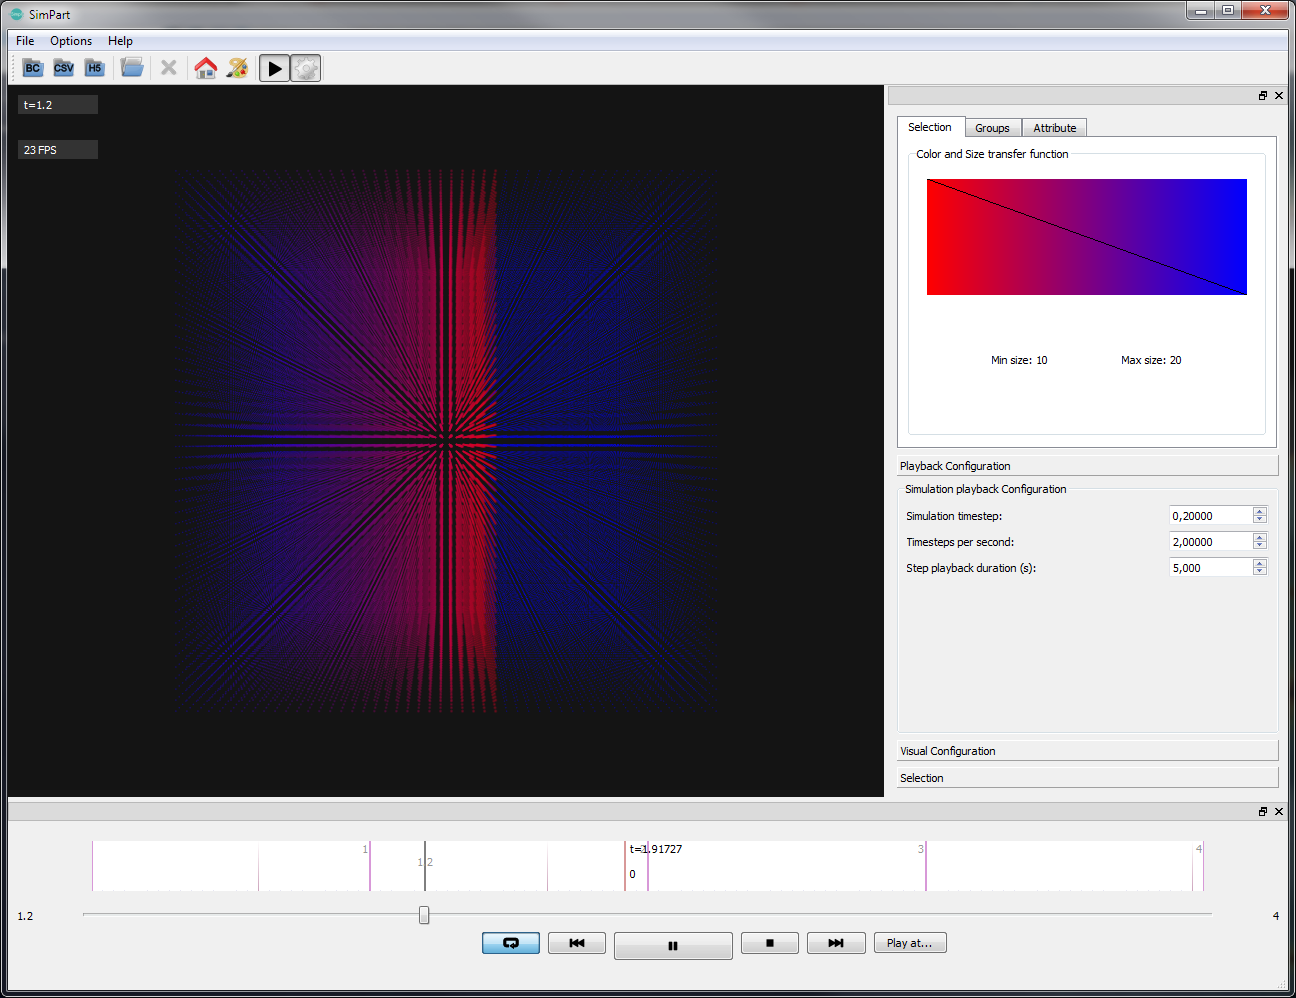 SimPart
File Options Help
BC CSV H5
t=1.2
23 FPS
Selection Groups Attribute
Color and Size transfer function
Min size: 10 Max size: 20
Playback Configuration
Simulation playback Configuration
Simulation timestep: 0,20000
Timesteps per second: 2,00000
Step playback duration (s): 5,000
Visual Configuration
Selection
1 t=1.91727 3 4
1.2
0
1.2 4
Play at...